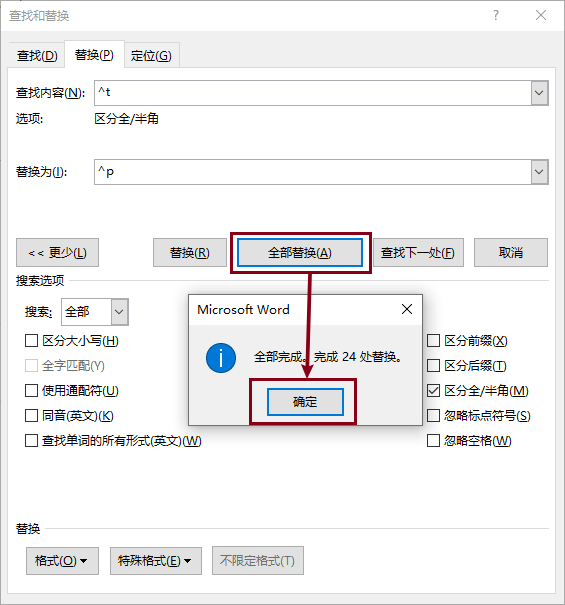 查找和替换
?
查找(D) 替换(P) 定位(G)
查找内容(N): ^t
选项: 区分全/半角
替换为(I): ^p
<< 更少(L) 替换(R) 全部替换(A) 查找下一处(F) 取消
搜索选项
搜索: 全部
区分大小写(H)
全字匹配(Y)
使用通配符(U)
同音(英文)(K)
查找单词的所有形式(英文)(W)
Microsoft Word
全部完成。完成 24 处替换。
确定
区分前缀(X)
区分后缀(T)
区分全/半角(M)
忽略标点符号(S)
忽略空格(W)
替换
格式(O) 特殊格式(E) 不限定格式(T)